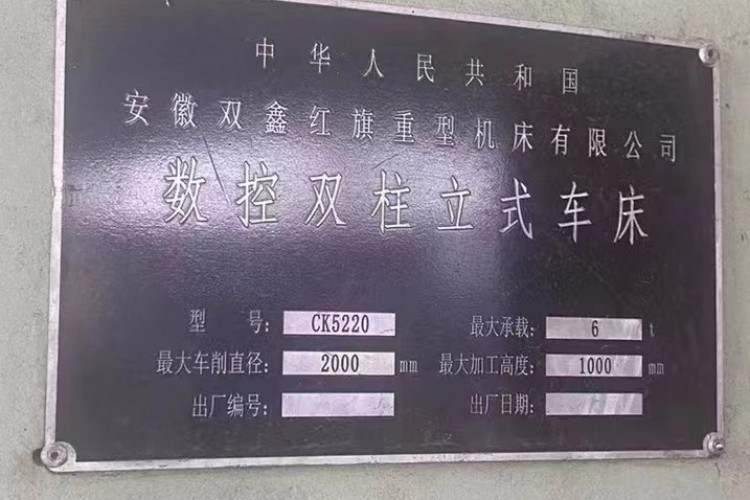 中华人民共和国
安徽双鑫红旗重型机床有限公司
数控双柱立式车床
型 号: CK5220 最大承载: 6 t
最大车削直径: 2000 mm 最大加工高度: 1000 mm
出厂编号: 出厂日期: